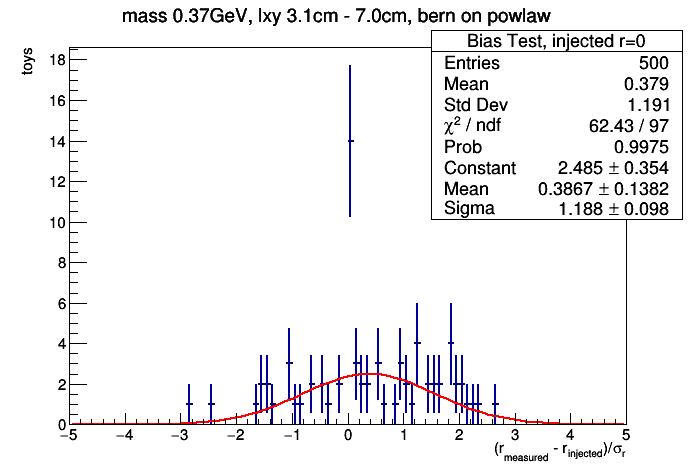 mass 0.37GeV, lxy 3.1cm - 7.0cm, bern on powlaw
Bias Test, injected r=0
Entries 500
Mean 0.379
Std Dev 1.191
χ² / ndf 62.43 / 97
Prob 0.9975
Constant 2.485 ± 0.354
Mean 0.3867 ± 0.1382
Sigma 1.188 ± 0.098
toys
18
16
14
12
10
8
6
4
2
0
−5 −4 −3 −2 −1 0 1 2 3 4 5
(r_measured - r_injected)/σ_r